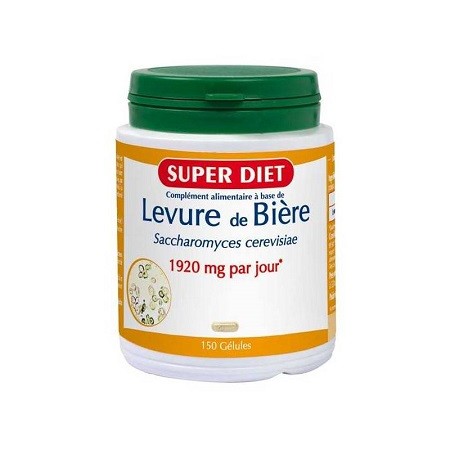 SUPER DIET
Complément alimentaire à base de
Levure de Bière
Saccharomyces cerevisiae
1920 mg par jour*
150 Gélules